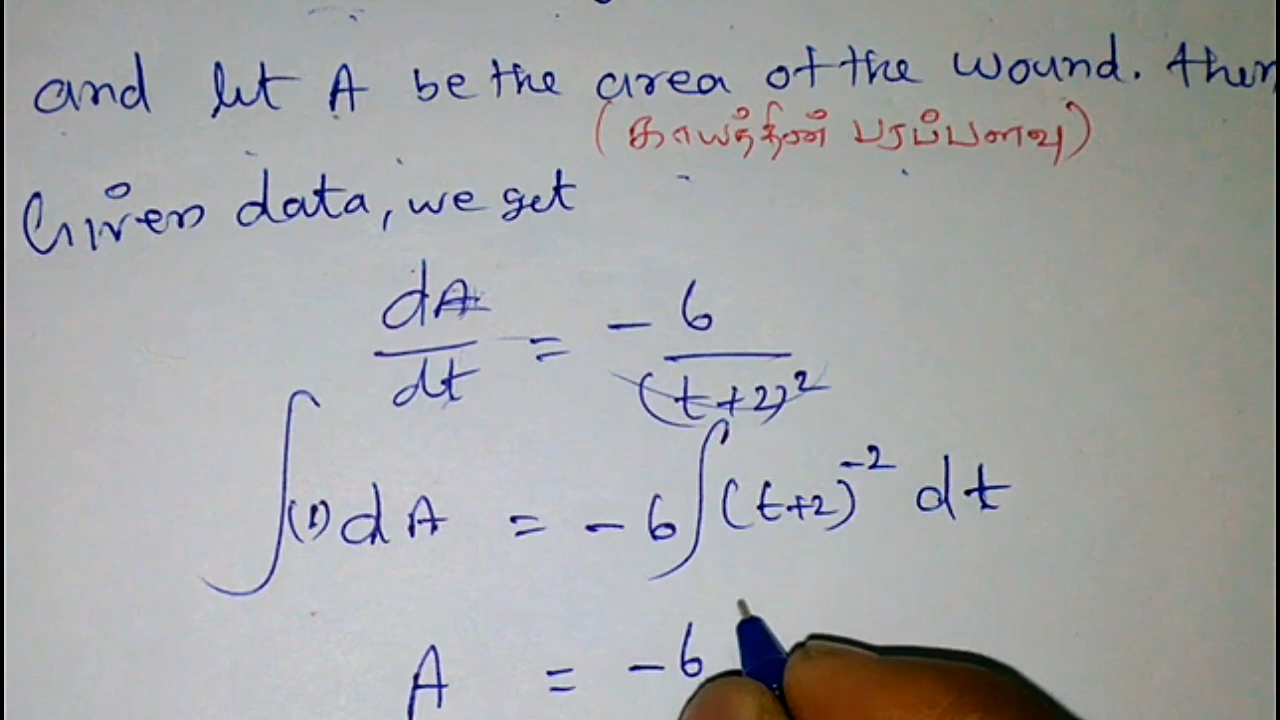 and let A be the area of the wound. then
(காயத்தின் பரப்பளவு)
Given data, we get
dA/dt = - 6/(t+2)²
∫(1) dA = -6 ∫(t+2)⁻² dt
A = -6